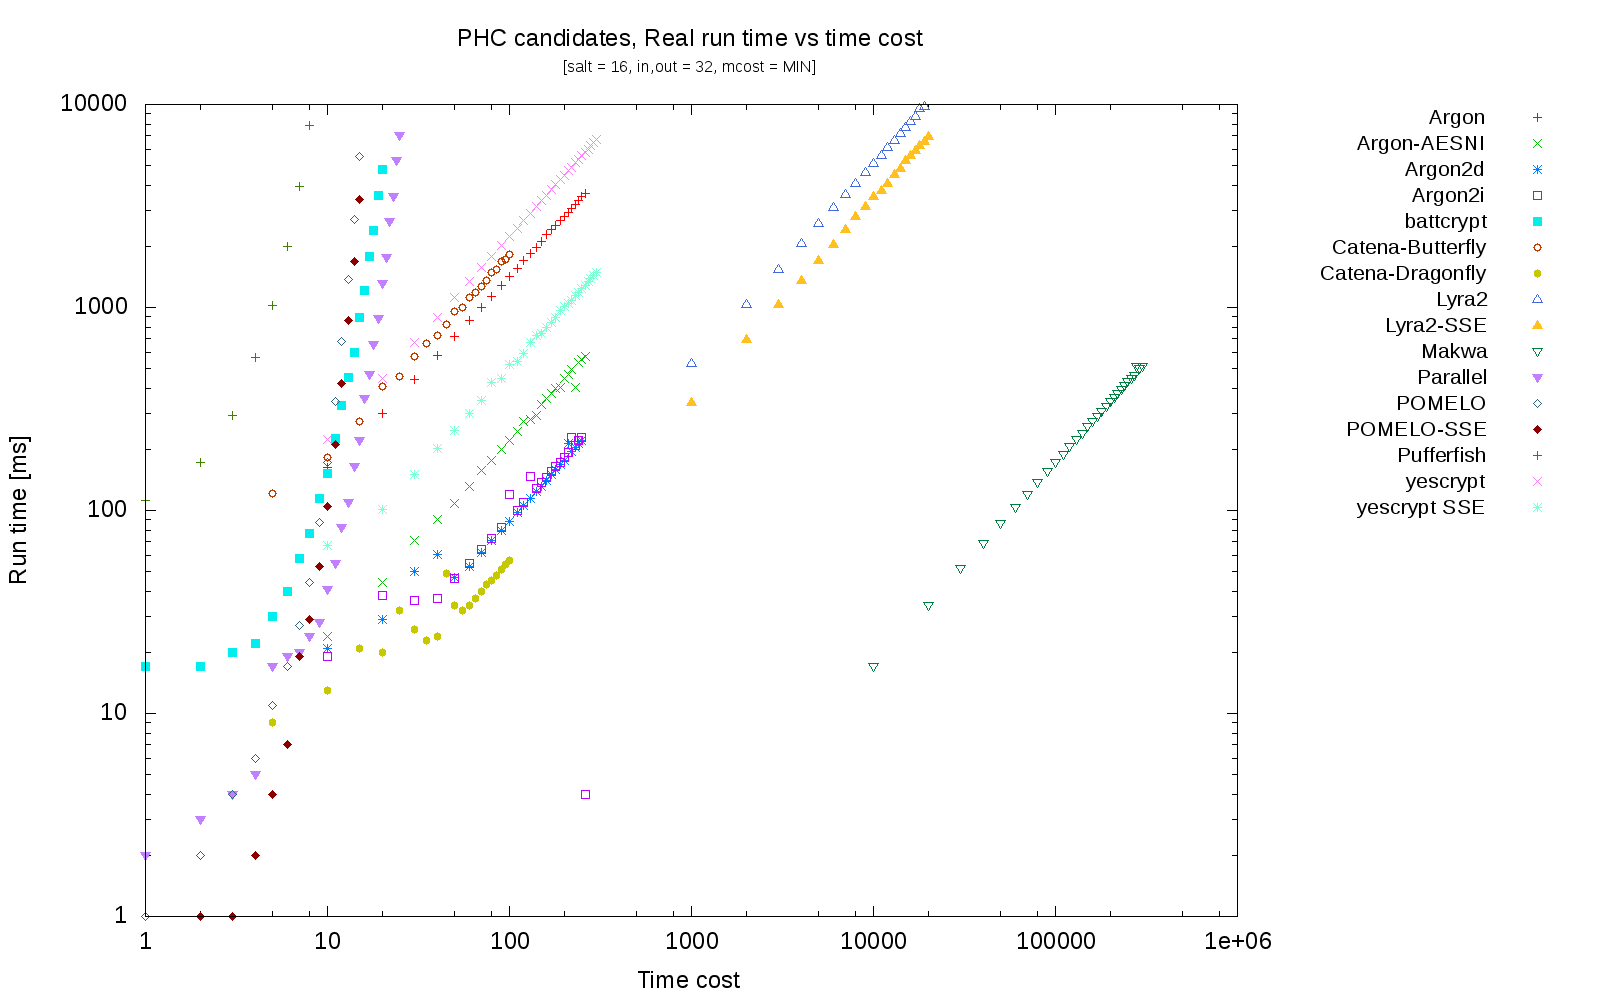 PHC candidates, Real run time vs time cost
[salt = 16, in,out = 32, mcost = MIN]
10000
1000
100
10
1
Run time [ms]
1 10 100 1000 10000 100000 1e+06
Time cost
Argon
Argon-AESNI
Argon2d
Argon2i
battcrypt
Catena-Butterfly
Catena-Dragonfly
Lyra2
Lyra2-SSE
Makwa
Parallel
POMELO
POMELO-SSE
Pufferfish
yescrypt
yescrypt SSE